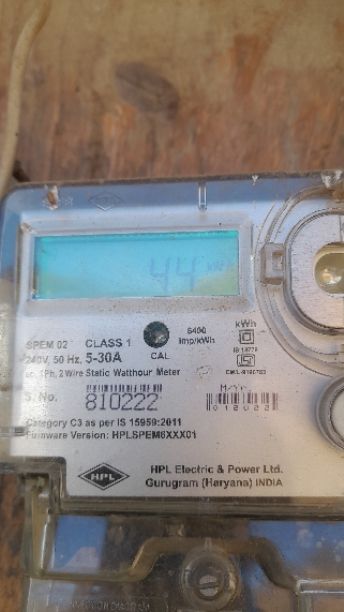 44
SPEM 02 CLASS 1
240V, 50 Hz, 5-30A
CAL
6400
imp/kWh
kWh
ac, 1Ph, 2 Wire Static Watthour Meter
S. No.
810222
Category C3 as per IS 15959:2011
Firmware Version: HPLSPEM6XXX01
HPL
HPL Electric & Power Ltd.
Gurugram (Haryana) INDIA